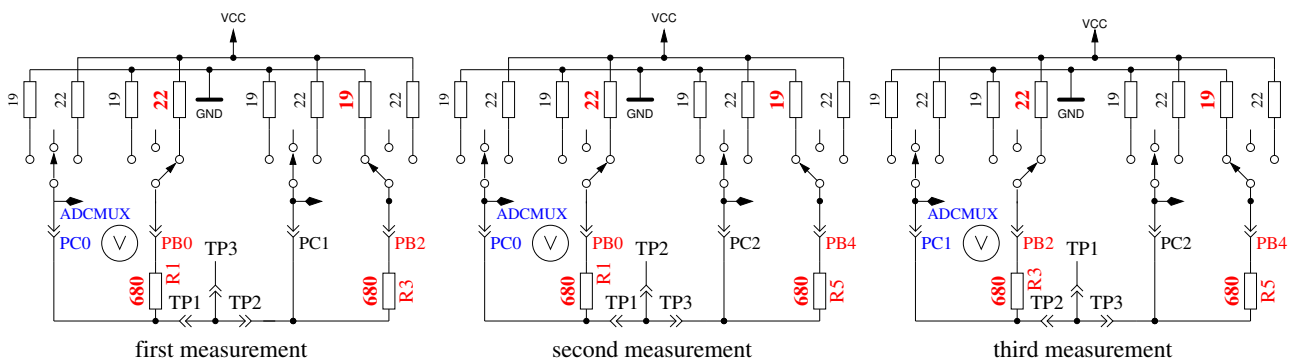 VCC
19
22
19
22
GND
19
22
19
22
ADCMUX
PC0
V
PB0
TP3
PC1
PB2
680
R1
680
R3
TP1
TP2
first measurement
VCC
19
22
19
22
GND
19
22
19
22
ADCMUX
PC0
V
PB0
TP2
PC2
PB4
680
R1
680
R5
TP1
TP3
second measurement
VCC
19
22
19
22
GND
19
22
19
22
ADCMUX
PC1
V
PB2
TP1
PC2
PB4
680
R3
680
R5
TP2
TP3
third measurement